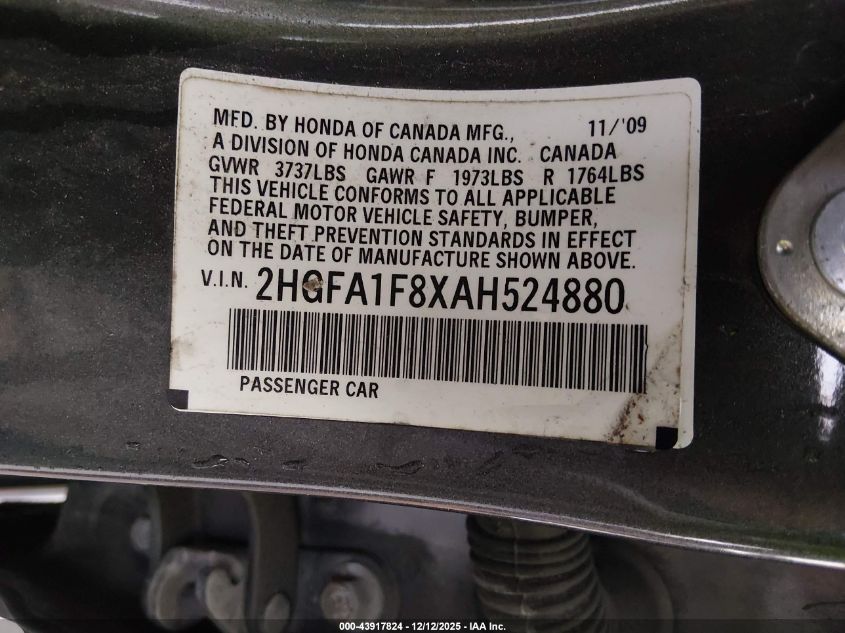 MFD. BY HONDA OF CANADA MFG., 11/'09
A DIVISION OF HONDA CANADA INC. CANADA
GVWR 3737LBS GAWR F 1973LBS R 1764LBS
THIS VEHICLE CONFORMS TO ALL APPLICABLE
FEDERAL MOTOR VEHICLE SAFETY, BUMPER,
AND THEFT PREVENTION STANDARDS IN EFFECT
ON THE DATE OF MANUFACTURE SHOWN ABOVE.
V.I.N. 2HGFA1F8XAH524880
PASSENGER CAR
000-43917824 - 12/12/2025 - IAA Inc.